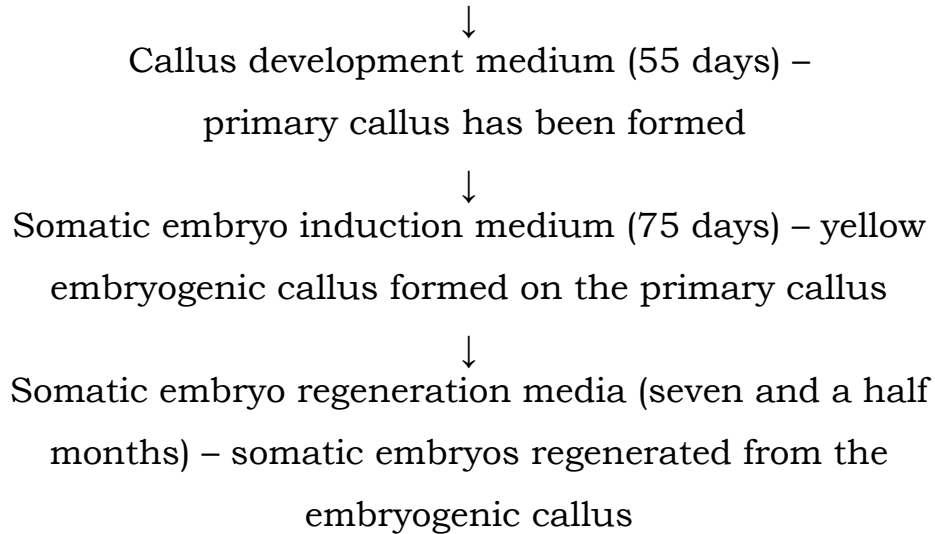 ↓
Callus development medium (55 days) –
primary callus has been formed
↓
Somatic embryo induction medium (75 days) – yellow
embryogenic callus formed on the primary callus
↓
Somatic embryo regeneration media (seven and a half
months) – somatic embryos regenerated from the
embryogenic callus